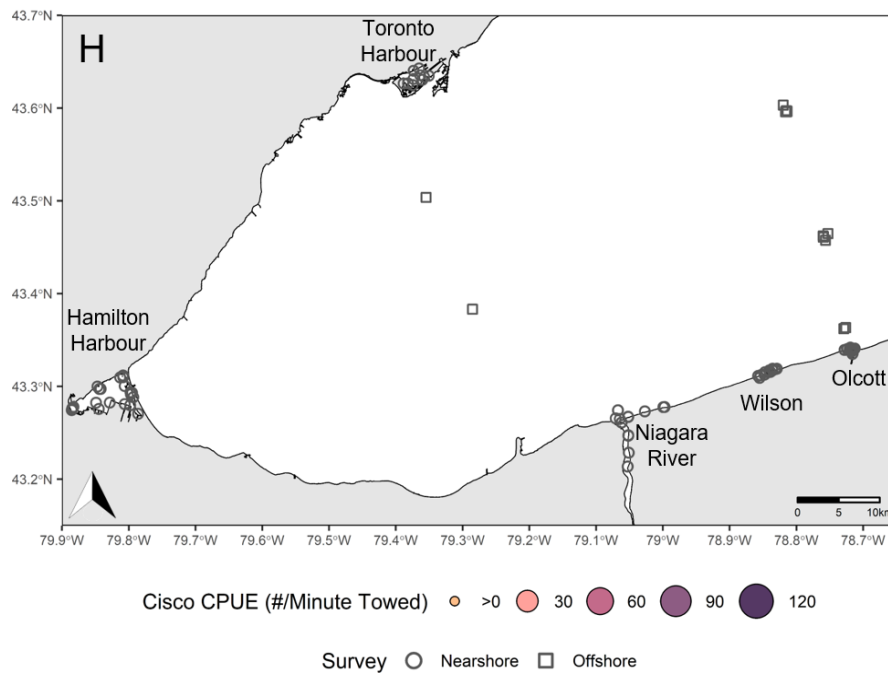 43.7°N
H
Toronto
Harbour
43.6°N
43.5°N
43.4°N
Hamilton
Harbour
43.3°N
Olcott
Wilson
Niagara
River
43.2°N
0 5 10km
79.9°W 79.8°W 79.7°W 79.6°W 79.5°W 79.4°W 79.3°W 79.2°W 79.1°W 79°W 78.9°W 78.8°W 78.7°W
Cisco CPUE (#/Minute Towed) >0 30 60 90 120
Survey Nearshore Offshore